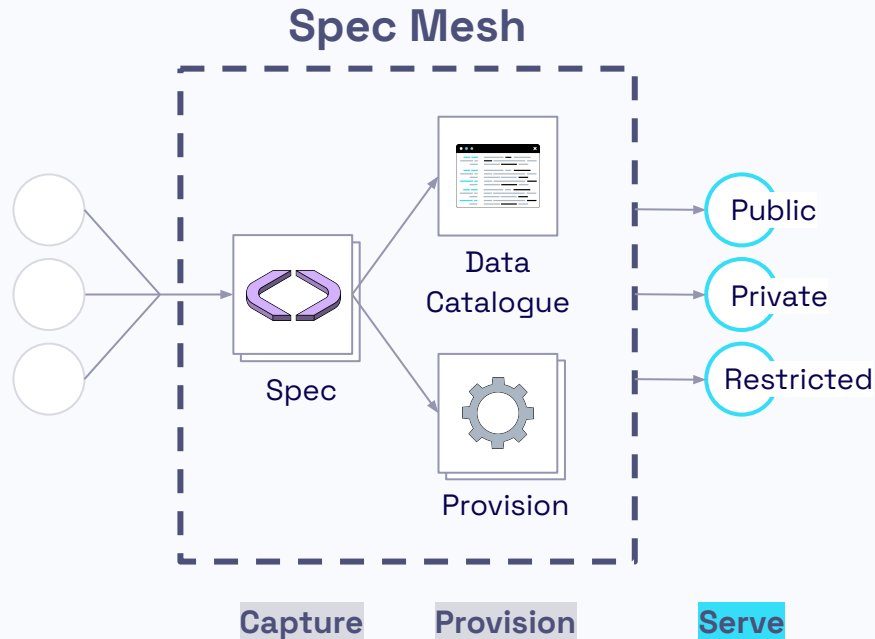 Spec Mesh
Data
Catalogue
Spec
Provision
Public
Private
Restricted
Capture
Provision
Serve